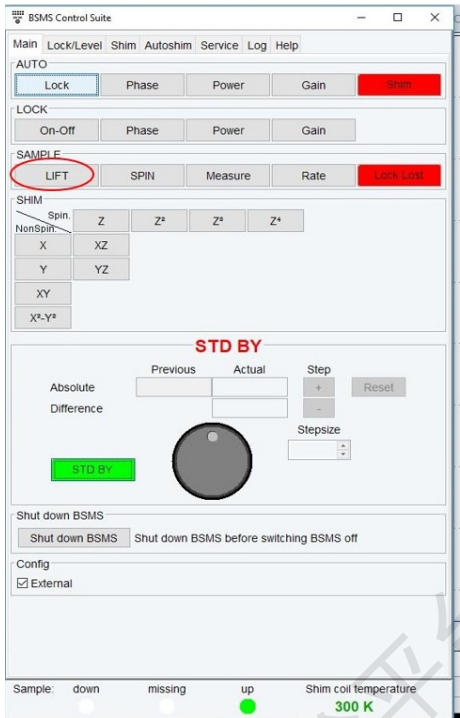 BSMS Control Suite
Main Lock/Level Shim Autoshim Service Log Help
AUTO
Lock Phase Power Gain Shim
LOCK
On-Off Phase Power Gain
SAMPLE
LIFT SPIN Measure Rate Lock Lost
SHIM
Spin.
NonSpin. Z Z² Z³ Z⁴
X XZ
Y YZ
XY
X²-Y²
STD BY
Previous Actual Step
Absolute + Reset
Difference -
Stepsize
STD BY
Shut down BSMS
Shut down BSMS Shut down BSMS before switching BSMS off
Config
External
Sample: down missing up Shim coil temperature
300 K